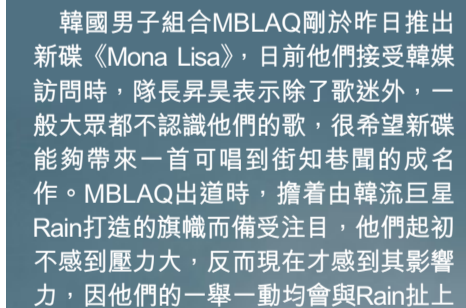 韓國男子組合MBLAQ剛於昨日推出
新碟《Mona Lisa》，日前他們接受韓媒
訪問時，隊長昇昊表示除了歌迷外，一
般大眾都不認識他們的歌，很希望新碟
能夠帶來一首可唱到街知巷聞的成名
作。MBLAQ出道時，擔着由韓流巨星
Rain打造的旗幟而備受注目，他們起初
不感到壓力大，反而現在才感到其影響
力，因他們的一舉一動均會與Rain扯上